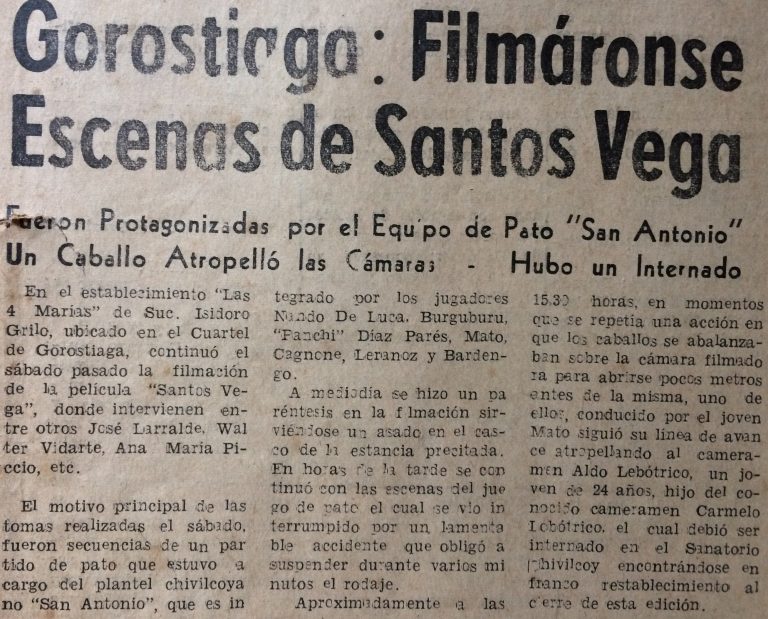 Gorostiaga: Filmáronse
Escenas de Santos Vega
Fueron Protagonizadas por el Equipo de Pato "San Antonio"
Un Caballo Atropelló las Cámaras - Hubo un Internado
En el establecimiento "Las
4 Marías" de Suc. Isidoro
Grilo, ubicado en el Cuartel
de Gorostiaga, continuó el
sábado pasado la filmación
de la película "Santos Ve-
ga", donde intervienen en-
tre otros José Larralde, Wal
ter Vidarte, Ana María Pic-
cio, etc.
El motivo principal de las
tomas realizadas el sábado,
fueron secuencias de un par
tido de pato que estuvo a
cargo del plantel chivilcoya
no "San Antonio", que es in
tegrado por los jugadores
Nando De Luca, Burguburu,
"Panchi" Díaz Parés, Mato,
Cagnone, Leranoz y Barden-
go.
A mediodía se hizo un pa
réntesis en la filmación sir-
viéndose un asado en el cas-
co de la estancia precitada.
En horas de la tarde se con
tinuó con las escenas del jue
go de pato el cual se vio in
terrumpido por un lamenta
ble accidente que obligó a
suspender durante varios mi
nutos el rodaje.
Aproximadamente a las
15.30 horas, en momentos
que se repetía una acción en
que los caballos se abalanza-
ban sobre la cámara filmado
ra para abrirse pocos metros
antes de la misma, uno de
ellos, conducido por el joven
Mato siguió su línea de avan
ce atropellando al camera-
men Aldo Lebótrico, un jo-
ven de 24 años, hijo del co-
nocido cameramen Carmelo
Lobótrico, el cual debió ser
internado en el Sanatorio
Chivilcoy encontrándose en
franco restablecimiento al
cierre de esta edición.